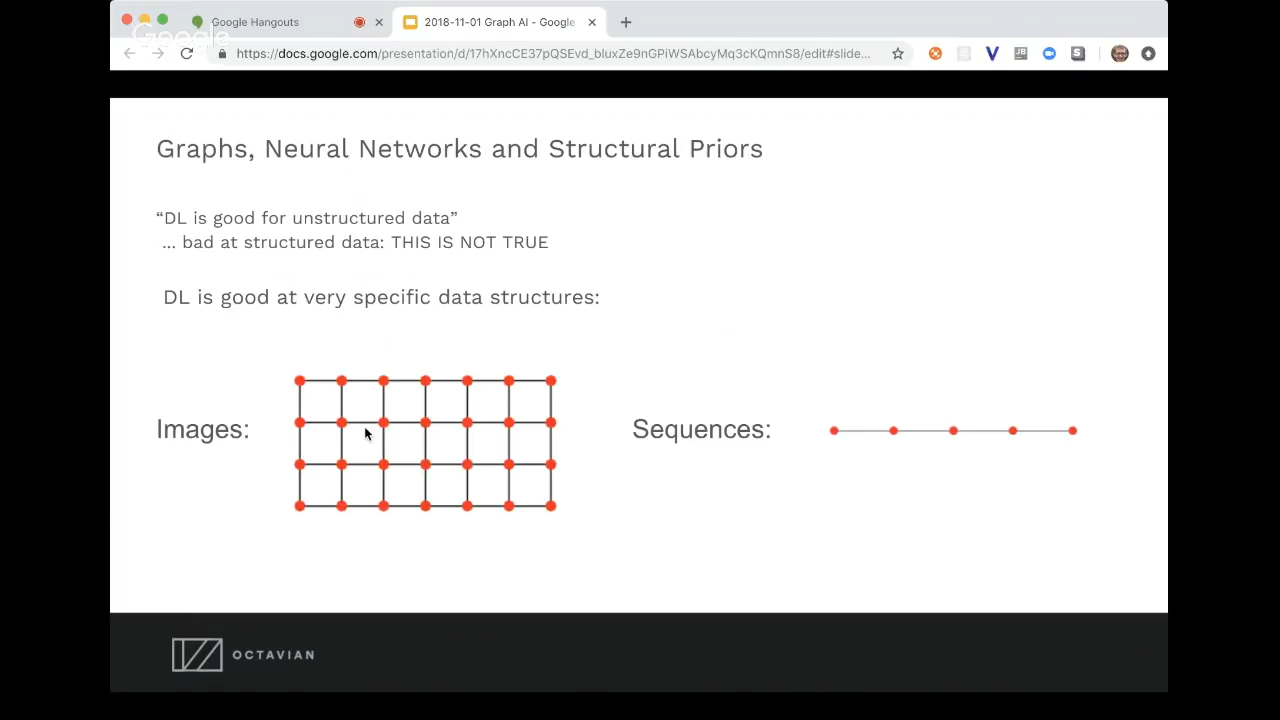 Google Hangouts
2018-11-01 Graph AI - Google
Google
https://docs.google.com/presentation/d/17hXncCE37pQSEvd_bluxZe9nGPiWSAbcyMq3cKQmnS8/edit#slide...
Graphs, Neural Networks and Structural Priors
“DL is good for unstructured data”
... bad at structured data: THIS IS NOT TRUE
DL is good at very specific data structures:
Images:
Sequences:
OCTAVIAN